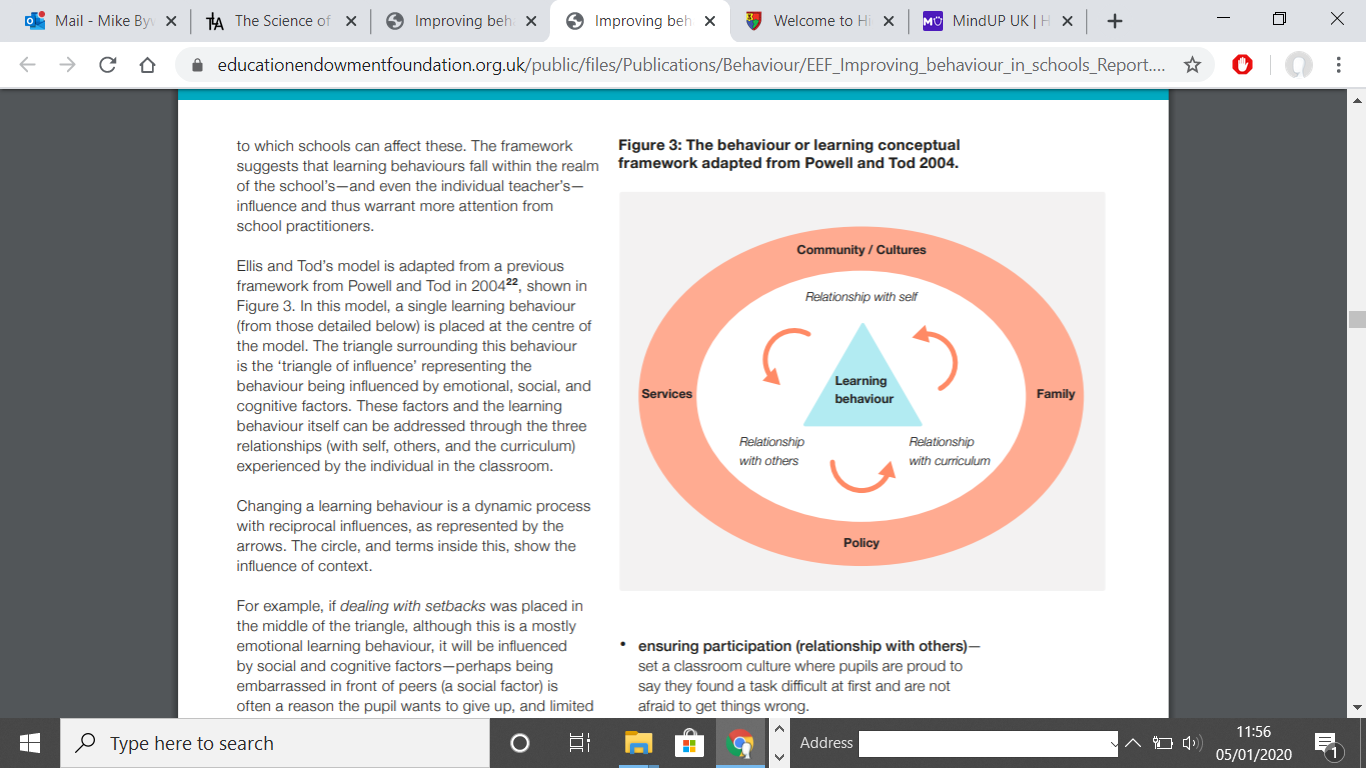 Mail - Mike Byw
The Science of
Improving beh
Improving beh
Welcome to Hi
MindUP UK | H
educationendowmentfoundation.org.uk/public/files/Publications/Behaviour/EEF_Improving_behaviour_in_schools_Report....
to which schools can affect these. The framework
suggests that learning behaviours fall within the realm
of the school's—and even the individual teacher's—
influence and thus warrant more attention from
school practitioners.
Ellis and Tod's model is adapted from a previous
framework from Powell and Tod in 2004²², shown in
Figure 3. In this model, a single learning behaviour
(from those detailed below) is placed at the centre of
the model. The triangle surrounding this behaviour
is the 'triangle of influence' representing the
behaviour being influenced by emotional, social, and
cognitive factors. These factors and the learning
behaviour itself can be addressed through the three
relationships (with self, others, and the curriculum)
experienced by the individual in the classroom.
Changing a learning behaviour is a dynamic process
with reciprocal influences, as represented by the
arrows. The circle, and terms inside this, show the
influence of context.
For example, if dealing with setbacks was placed in
the middle of the triangle, although this is a mostly
emotional learning behaviour, it will be influenced
by social and cognitive factors—perhaps being
embarrassed in front of peers (a social factor) is
often a reason the pupil wants to give up, and limited
Figure 3: The behaviour or learning conceptual
framework adapted from Powell and Tod 2004.
Community / Cultures
Relationship with self
Learning
behaviour
Services
Family
Relationship
with others
Relationship
with curriculum
Policy
• ensuring participation (relationship with others)—
set a classroom culture where pupils are proud to
say they found a task difficult at first and are not
afraid to get things wrong.
Type here to search
Address
11:56
05/01/2020
1